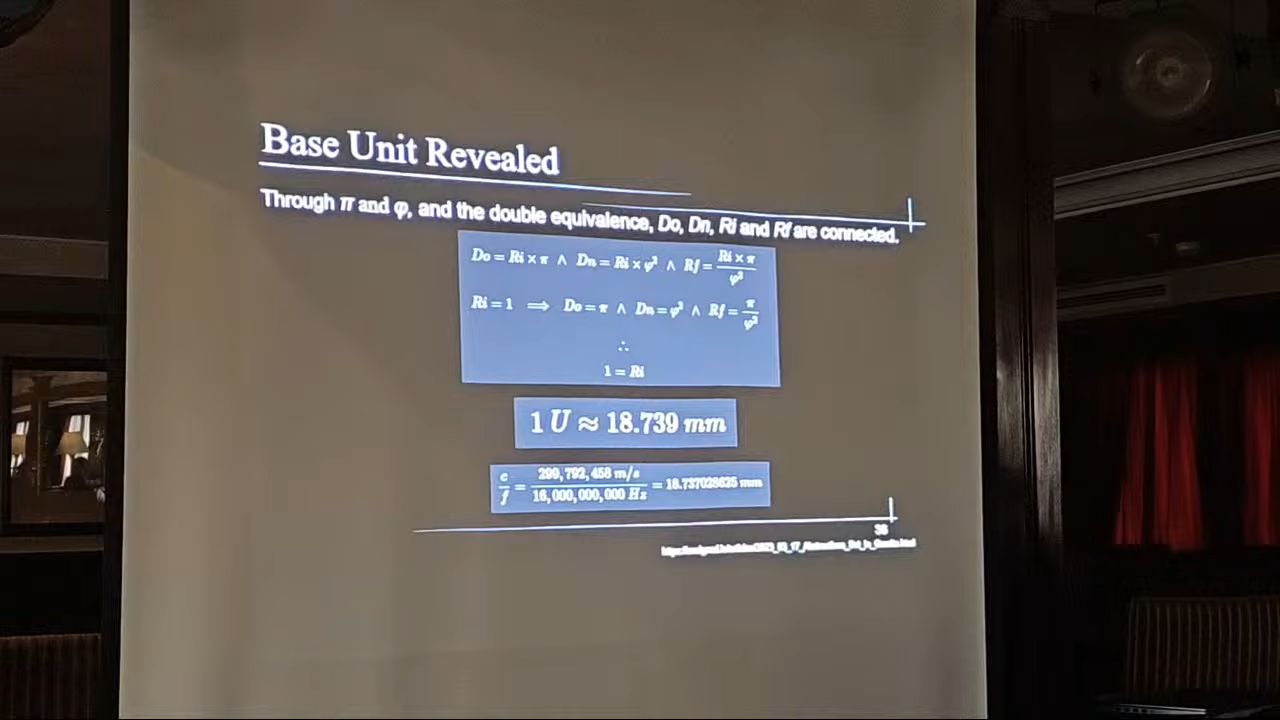 Base Unit Revealed
Through π and φ, and the double equivalence, Do, Dn, Ri and Rf are connected.
Do = Ri × π ∧ Dn = Ri × φ² ∧ Rf = Ri × π / φ²
Ri = 1 ⟹ Do = π ∧ Dn = φ² ∧ Rf = π / φ²
∴
1 = Ri
1 U ≈ 18.739 mm
c / f = 299,792,458 m/s / 16,000,000,000 Hz = 18.737028625 mm